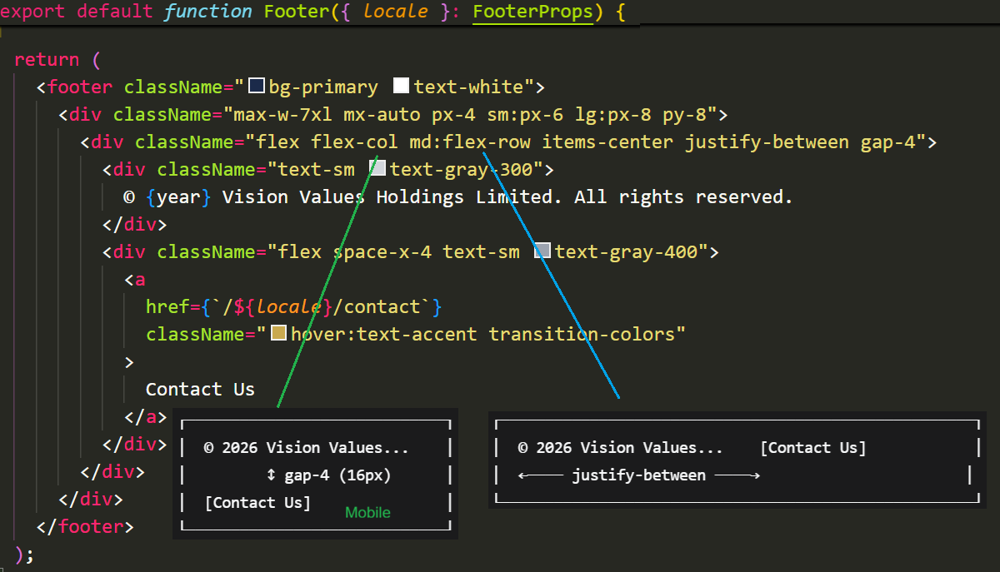 export default function Footer({ locale }: FooterProps) {
return (
<footer className="bg-primary text-white">
<div className="max-w-7xl mx-auto px-4 sm:px-6 lg:px-8 py-8">
<div className="flex flex-col md:flex-row items-center justify-between gap-4">
<div className="text-sm text-gray-300">
© {year} Vision Values Holdings Limited. All rights reserved.
</div>
<div className="flex space-x-4 text-sm text-gray-400">
<a
href={`/${locale}/contact`}
className="hover:text-accent transition-colors"
>
Contact Us
</a>
</div>
</div>
</div>
</footer>
);
© 2026 Vision Values...
↕ gap-4 (16px)
[Contact Us]
Mobile
© 2026 Vision Values... [Contact Us]
←─── justify-between ───→